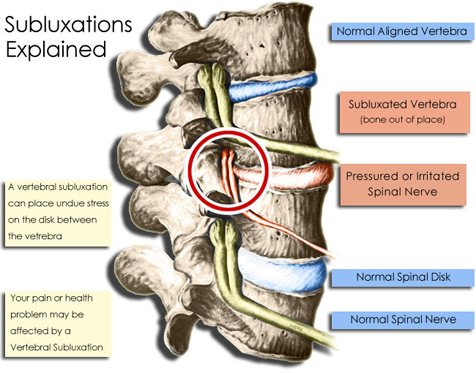 Subluxations
Explained
Normal Aligned Vertebra
Subluxated Vertebra
(bone out of place)
Pressured or Irritated
Spinal Nerve
A vertebral subluxation
can place undue stress
on the disk between
the vetrebra
Normal Spinal Disk
Your pain or health
problem may be
affected by a
Vertebral Subluxation
Normal Spinal Nerve